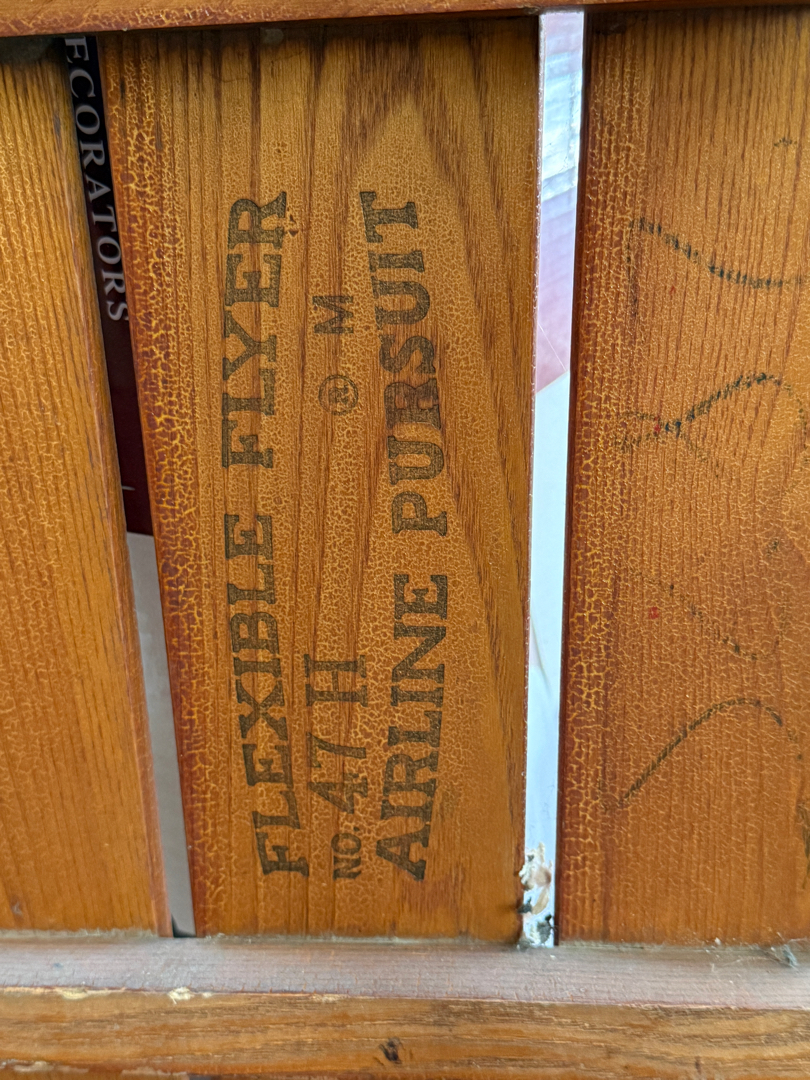 ECORATORS
FLEXIBLE FLYER
NO. 47 H ® M
AIRLINE PURSUIT